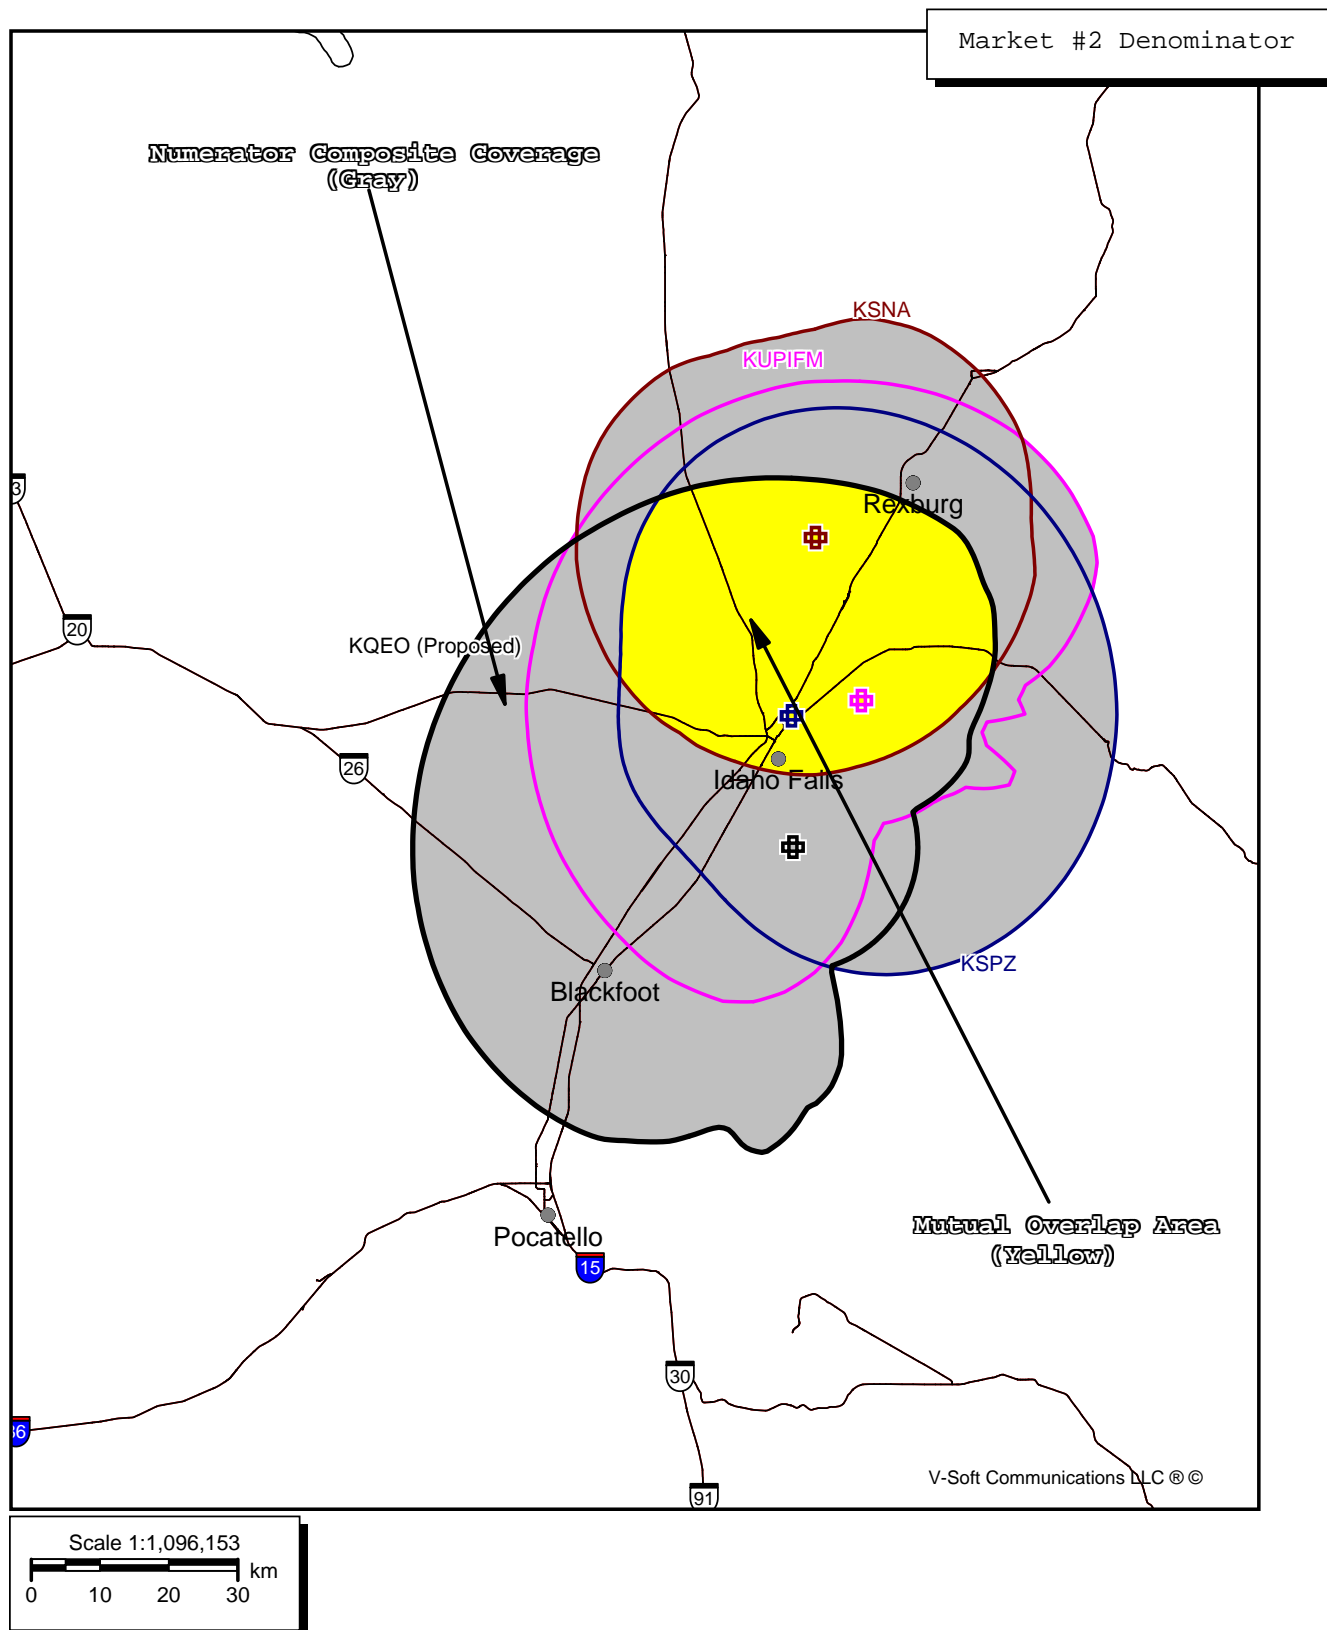 Market #2 Denominator
Numerator Composite Coverage
(Gray)
KSNA
KUPIFM
3
Rexburg
20
KQEO (Proposed)
26
Idaho Falls
KSPZ
Blackfoot
Pocatello
Mutual Overlap Area
(Yellow)
15
30
86
V-Soft Communications LLC ® ©
91
Scale 1:1,096,153
km
0 10 20 30